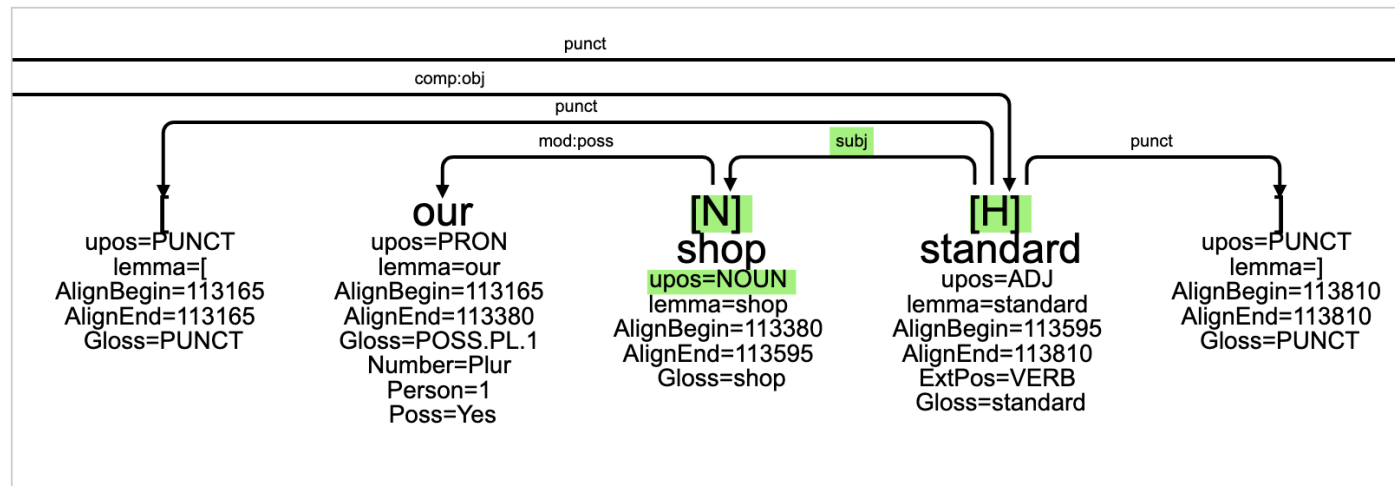 punct
comp:obj
punct
mod:poss
subj
punct
[ our [N] [H] ]
shop standard
upos=PUNCT
lemma=[
AlignBegin=113165
AlignEnd=113165
Gloss=PUNCT
upos=PRON
lemma=our
AlignBegin=113165
AlignEnd=113380
Gloss=POSS.PL.1
Number=Plur
Person=1
Poss=Yes
upos=NOUN
lemma=shop
AlignBegin=113380
AlignEnd=113595
Gloss=shop
upos=ADJ
lemma=standard
AlignBegin=113595
AlignEnd=113810
ExtPos=VERB
Gloss=standard
upos=PUNCT
lemma=]
AlignBegin=113810
AlignEnd=113810
Gloss=PUNCT